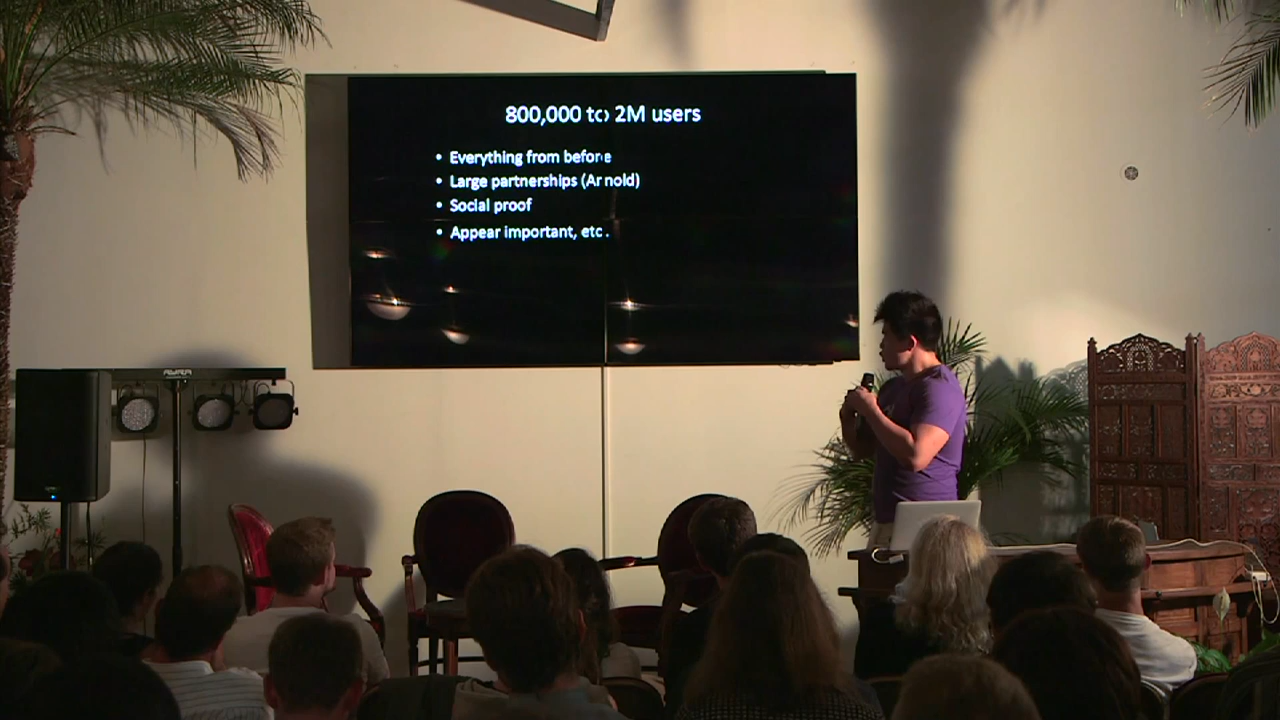 800,000 to 2M users
• Everything from before
• Large partnerships (Arnold)
• Social proof
• Appear important, etc.